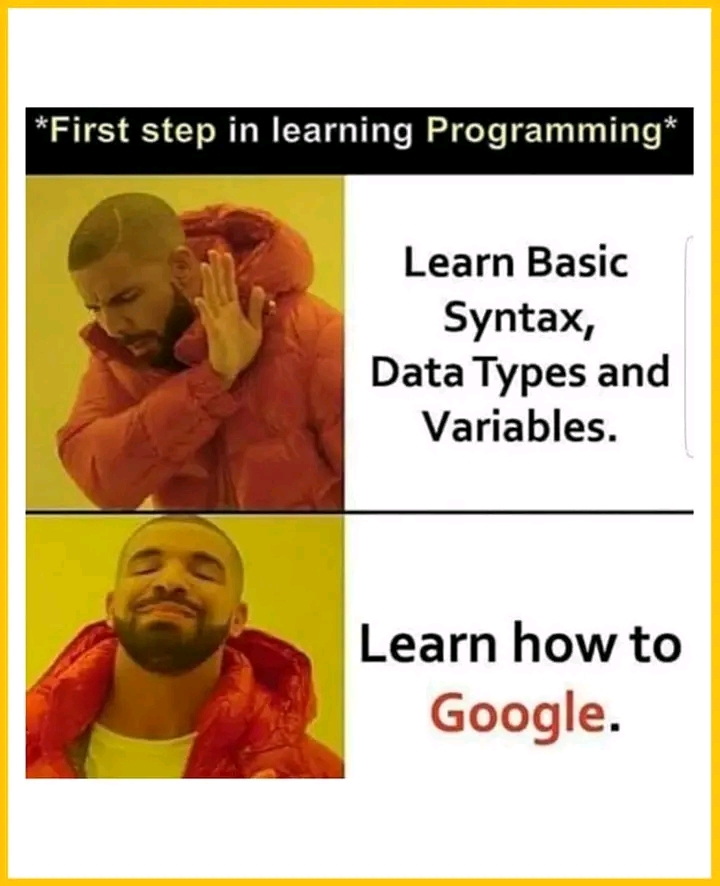 *First step in learning Programming*
Learn Basic
Syntax,
Data Types and
Variables.
Learn how to
Google.